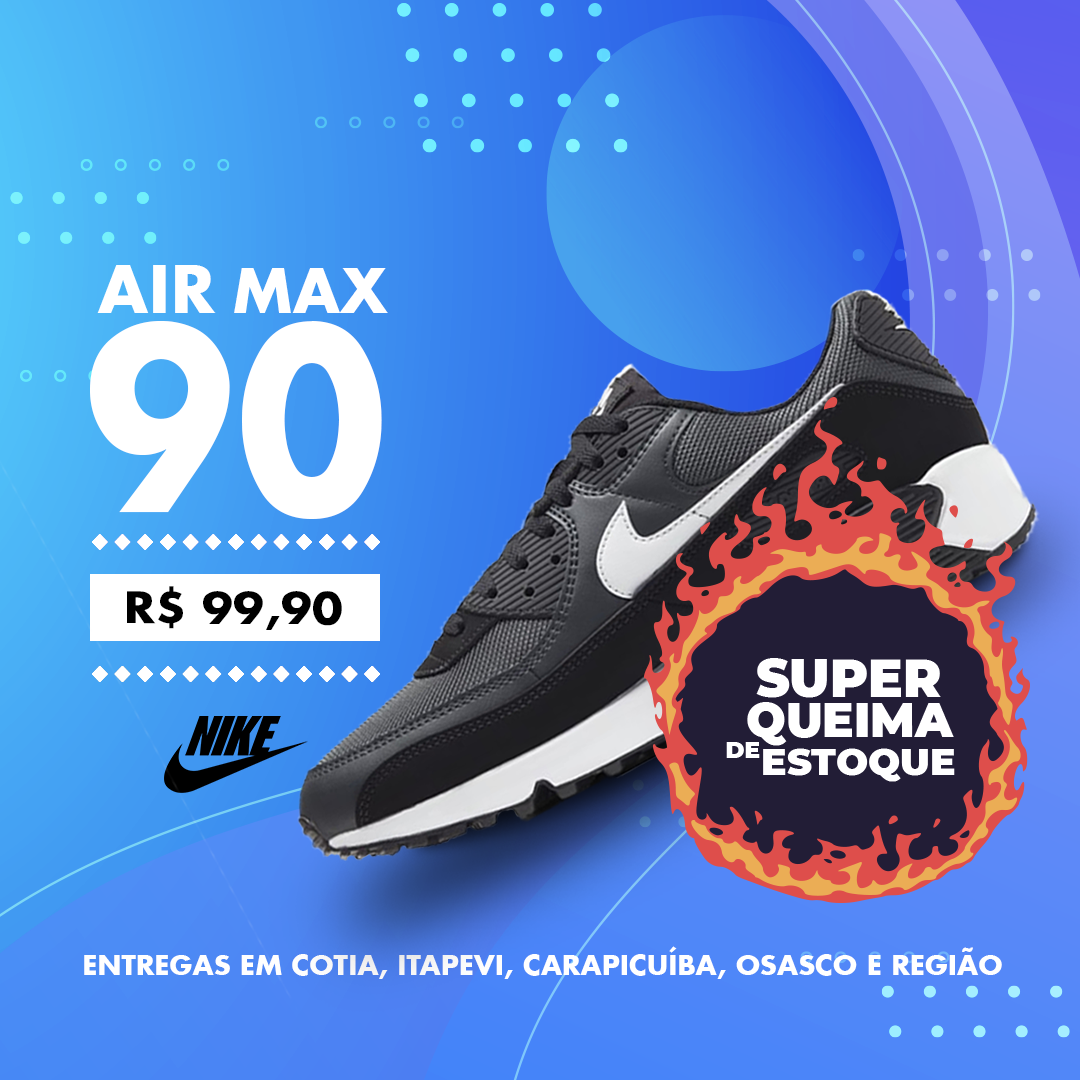 AIR MAX
90
R$ 99,90
NIKE
SUPER
QUEIMA
DE ESTOQUE
ENTREGAS EM COTIA, ITAPEVI, CARAPICUÍBA, OSASCO E REGIÃO